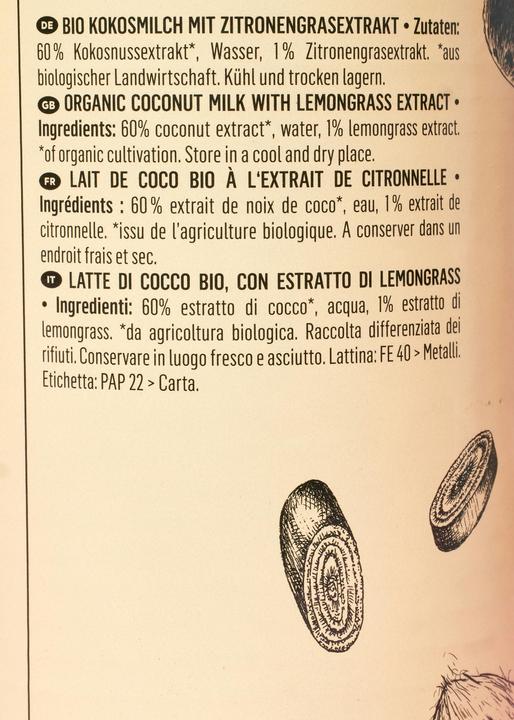 DE BIO KOKOSMILCH MIT ZITRONENGRASEXTRAKT • Zutaten:
60% Kokosnussextrakt*, Wasser, 1% Zitronengrasextrakt. *aus
biologischer Landwirtschaft. Kühl und trocken lagern.
GB ORGANIC COCONUT MILK WITH LEMONGRASS EXTRACT •
Ingredients: 60% coconut extract*, water, 1% lemongrass extract.
*of organic cultivation. Store in a cool and dry place.
FR LAIT DE COCO BIO À L'EXTRAIT DE CITRONNELLE •
Ingrédients : 60% extrait de noix de coco*, eau, 1% extrait de
citronnelle. *issu de l'agriculture biologique. A conserver dans un
endroit frais et sec.
IT LATTE DI COCCO BIO, CON ESTRATTO DI LEMONGRASS
• Ingredienti: 60% estratto di cocco*, acqua, 1% estratto di
lemongrass. *da agricoltura biologica. Raccolta differenziata dei
rifiuti. Conservare in luogo fresco e asciutto. Lattina: FE 40 > Metalli.
Etichetta: PAP 22 > Carta.